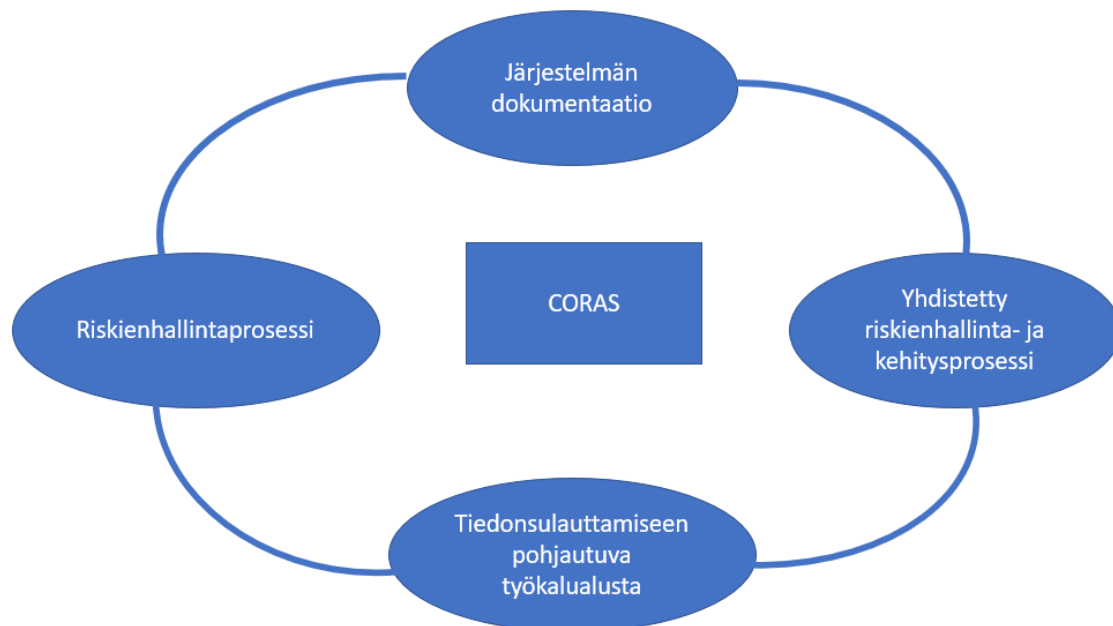 Järjestelmän
dokumentaatio
Riskienhallintaprosessi
CORAS
Yhdistetty
riskienhallinta- ja
kehitysprosessi
Tiedonsulauttamiseen
pohjautuva
työkalualusta